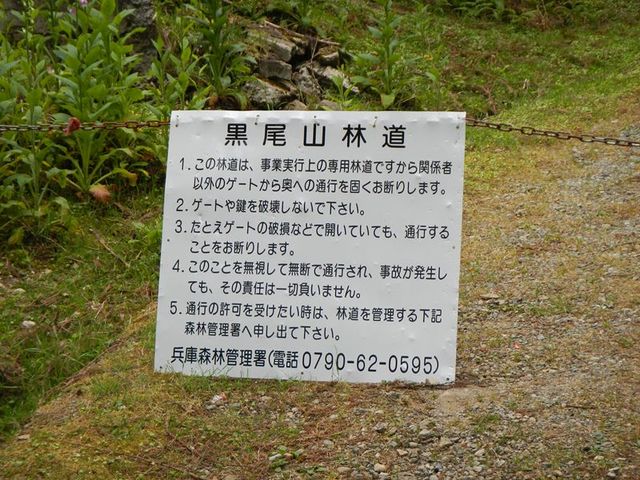 黒尾山林道
1. この林道は、事業実行上の専用林道ですから関係者
以外のゲートから奥への通行を固くお断りします。
2. ゲートや鍵を破壊しないで下さい。
3. たとえゲートの破損などで開いていても、通行する
ことをお断りします。
4. このことを無視して無断で通行され、事故が発生し
ても、その責任は一切負いません。
5. 通行の許可を受けたい時は、林道を管理する下記
森林管理署へ申し出て下さい。
兵庫森林管理署(電話0790-62-0595)